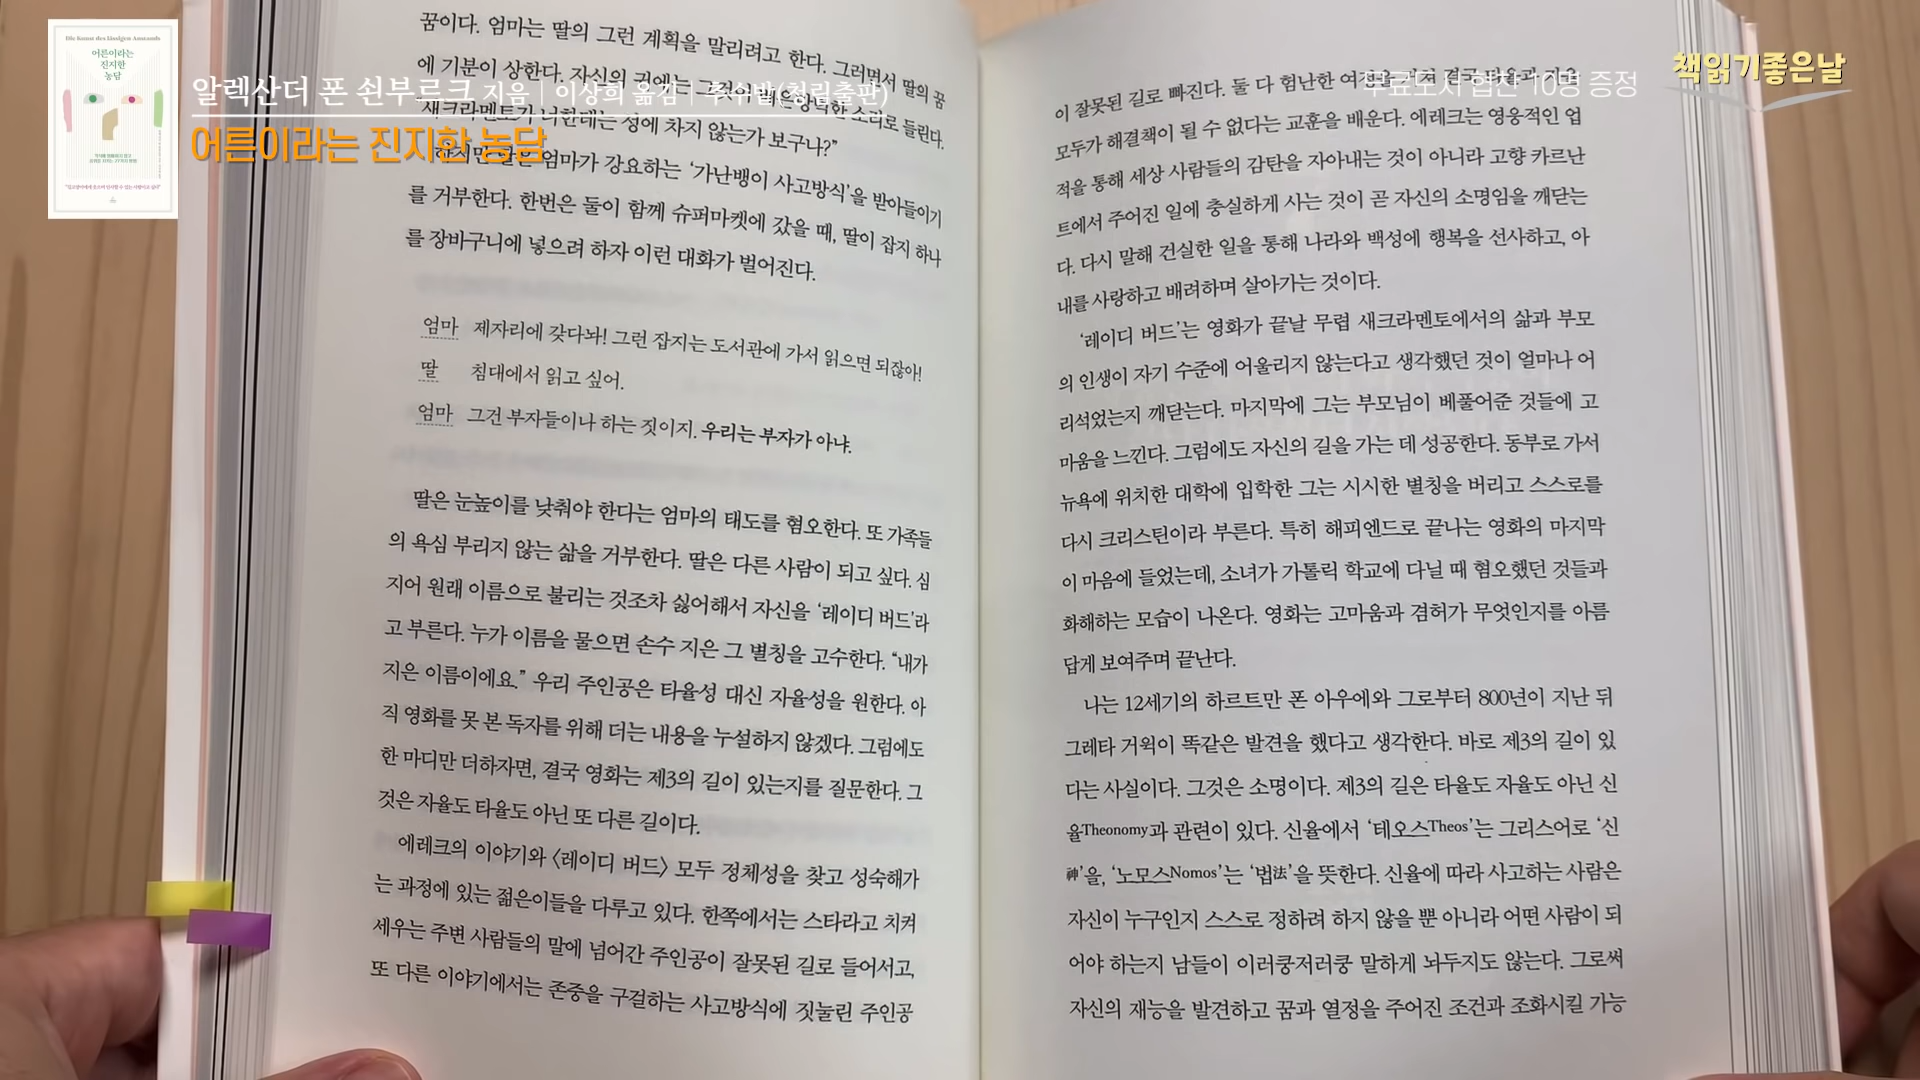 Die Kunst des lässigen Anstands
어른이라는
진지한
농담
알렉산더 폰 쇤부르크 지음 | 이상희 옮김 | 추수밭(청림출판)
어른이라는 진지한 농담
무료도서 협찬 10명 증정
책읽기좋은날
꿈이다. 엄마는 딸의 그런 계획을 말리려고 한다. 그러면서 딸의 꿈
에 기분이 상한다. 자신의 귀에는 소리로 들린다.
새크라멘토가 너한테는 성에 차지 않는가 보구나?”
하지만 딸은 엄마가 강요하는 ‘가난뱅이 사고방식’을 받아들이기
를 거부한다. 한번은 둘이 함께 슈퍼마켓에 갔을 때, 딸이 잡지 하나
를 장바구니에 넣으려 하자 이런 대화가 벌어진다.
엄마 제자리에 갖다놔! 그런 잡지는 도서관에 가서 읽으면 되잖아!
딸 침대에서 읽고 싶어.
엄마 그건 부자들이나 하는 짓이지. 우리는 부자가 아냐.
딸은 눈높이를 낮춰야 한다는 엄마의 태도를 혐오한다. 또 가족들
의 욕심 부리지 않는 삶을 거부한다. 딸은 다른 사람이 되고 싶다. 심
지어 원래 이름으로 불리는 것조차 싫어해서 자신을 ‘레이디 버드’라
고 부른다. 누가 이름을 물으면 손수 지은 그 별칭을 고수한다. “내가
지은 이름이에요.” 우리 주인공은 타율성 대신 자율성을 원한다. 아
직 영화를 못 본 독자를 위해 더는 내용을 누설하지 않겠다. 그럼에도
한 마디만 더하자면, 결국 영화는 제3의 길이 있는지를 질문한다. 그
것은 자율도 타율도 아닌 또 다른 길이다.
에레크의 이야기와 〈레이디 버드〉 모두 정체성을 찾고 성숙해가
는 과정에 있는 젊은이들을 다루고 있다. 한쪽에서는 스타라고 치켜
세우는 주변 사람들의 말에 넘어간 주인공이 잘못된 길로 들어서고,
또 다른 이야기에서는 존중을 구걸하는 사고방식에 짓눌린 주인공
이 잘못된 길로 빠진다. 둘 다 험난한 여정을
모두가 해결책이 될 수 없다는 교훈을 배운다. 에레크는 영웅적인 업
적을 통해 세상 사람들의 감탄을 자아내는 것이 아니라 고향 카르난
트에서 주어진 일에 충실하게 사는 것이 곧 자신의 소명임을 깨닫는
다. 다시 말해 건실한 일을 통해 나라와 백성에 행복을 선사하고, 아
내를 사랑하고 배려하며 살아가는 것이다.
‘레이디 버드’는 영화가 끝날 무렵 새크라멘토에서의 삶과 부모
의 인생이 자기 수준에 어울리지 않는다고 생각했던 것이 얼마나 어
리석었는지 깨닫는다. 마지막에 그는 부모님이 베풀어준 것들에 고
마움을 느낀다. 그럼에도 자신의 길을 가는 데 성공한다. 동부로 가서
뉴욕에 위치한 대학에 입학한 그는 시시한 별칭을 버리고 스스로를
다시 크리스틴이라 부른다. 특히 해피엔드로 끝나는 영화의 마지막
이 마음에 들었는데, 소녀가 가톨릭 학교에 다닐 때 혐오했던 것들과
화해하는 모습이 나온다. 영화는 고마움과 겸허가 무엇인지를 아름
답게 보여주며 끝난다.
나는 12세기의 하르트만 폰 아우에와 그로부터 800년이 지난 뒤
그레타 거윅이 똑같은 발견을 했다고 생각한다. 바로 제3의 길이 있
다는 사실이다. 그것은 소명이다. 제3의 길은 타율도 자율도 아닌 신
율Theonomy과 관련이 있다. 신율에서 ‘테오스Theos’는 그리스어로 ‘신
神’을, ‘노모스Nomos’는 ‘법法’을 뜻한다. 신율에 따라 사고하는 사람은
자신이 누구인지 스스로 정하려 하지 않을 뿐 아니라 어떤 사람이 되
어야 하는지 남들이 이러쿵저러쿵 말하게 놔두지도 않는다. 그로써
자신의 재능을 발견하고 꿈과 열정을 주어진 조건과 조화시킬 가능